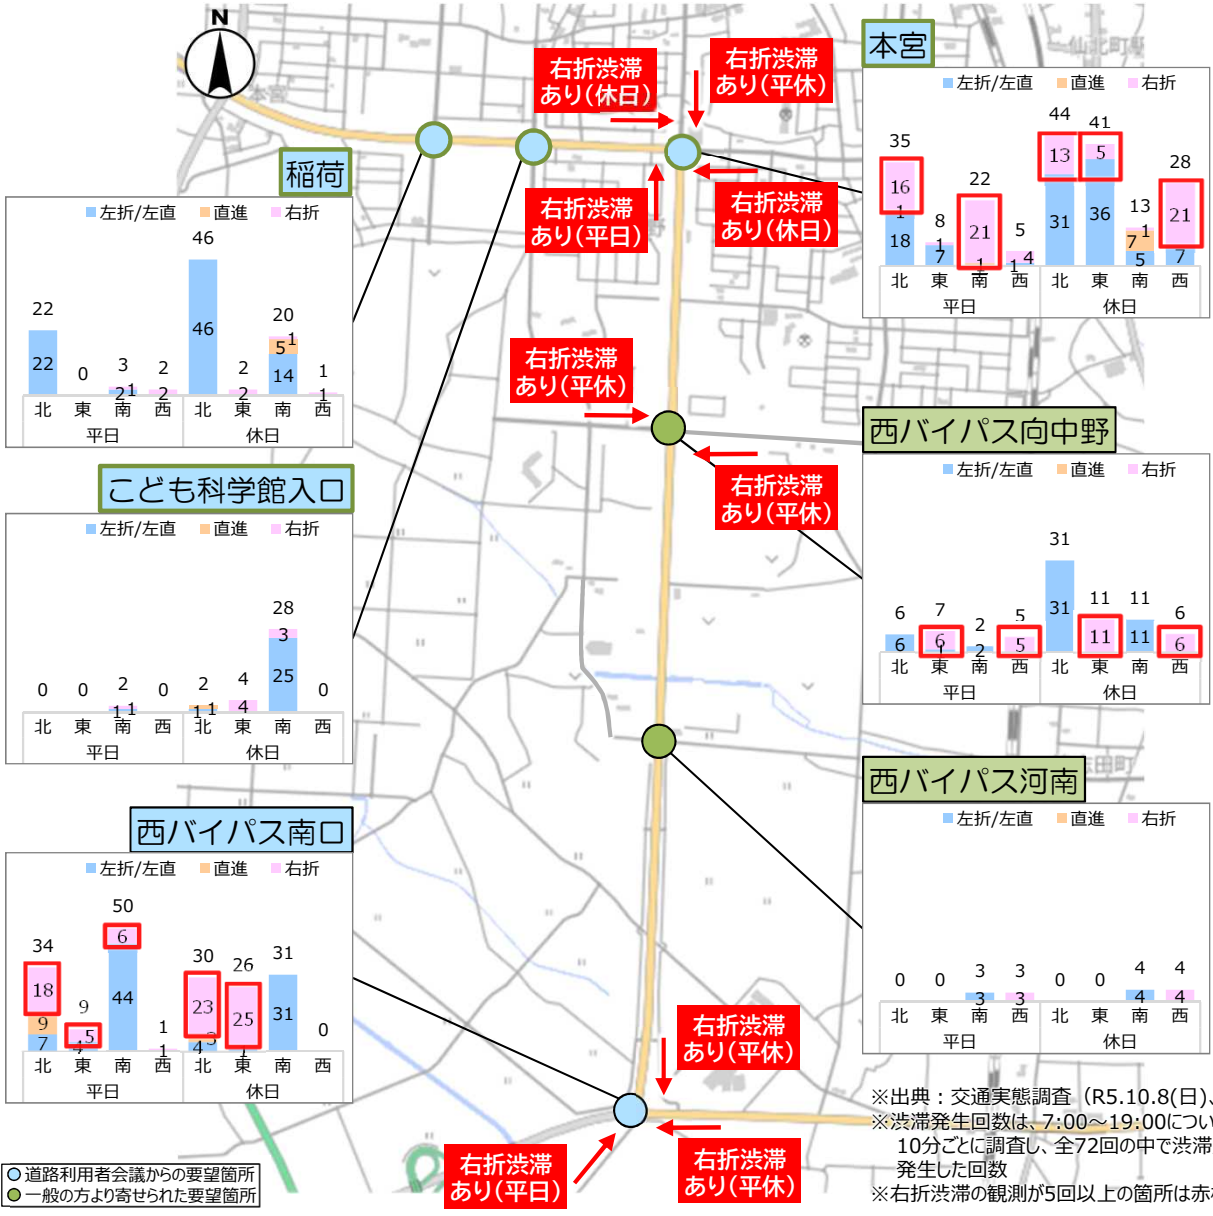 N
本宮
仙北町駅
右折渋滞
あり(休日)
右折渋滞
あり(平休)
右折渋滞
あり(平日)
右折渋滞
あり(休日)
本宮
左折/左直 直進 右折
35 8 22 5 44 41 13 28
16 1 18
1 7
21 1
4 1
13 31
5 36
1 7 5
21 7
北 東 南 西 北 東 南 西
平日 休日
稲荷
左折/左直 直進 右折
22 0 3 2 46 2 20 1
22
1 2
2
46
2
1 5 14
1
北 東 南 西 北 東 南 西
平日 休日
右折渋滞
あり(平休)
右折渋滞
あり(平休)
西バイパス向中野
左折/左直 直進 右折
6 7 2 5 31 11 11 6
6
6 1
2
5
31
11
11
6
北 東 南 西 北 東 南 西
平日 休日
こども科学館入口
左折/左直 直進 右折
0 0 2 0 2 4 28 0
1 1
1 1
4
3 25
北 東 南 西 北 東 南 西
平日 休日
西バイパス河南
左折/左直 直進 右折
0 0 3 3 0 0 4 4
3
3
4
4
北 東 南 西 北 東 南 西
平日 休日
田町
西バイパス南口
左折/左直 直進 右折
34 9 50 1 30 26 31 0
18 9 7
5 4
6 44
1
23 3 4
25 1
31
北 東 南 西 北 東 南 西
平日 休日
右折渋滞
あり(平休)
右折渋滞
あり(平日)
右折渋滞
あり(平休)
道路利用者会議からの要望箇所
一般の方より寄せられた要望箇所
※出典：交通実態調査（R5.10.8(日)、
※渋滞発生回数は、7:00～19:00につい
10分ごとに調査し、全72回の中で渋滞
発生した回数
※右折渋滞の観測が5回以上の箇所は赤